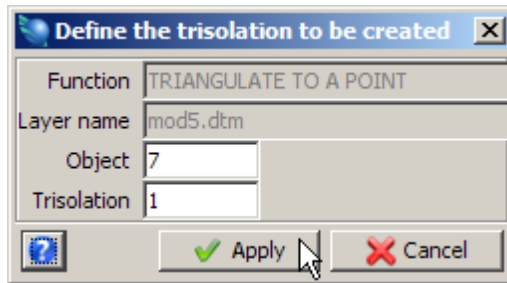 Define the trisolation to be created
Function TRIANGULATE TO A POINT
Layer name mod5.dtm
Object 7
Trisolation 1
? Apply Cancel